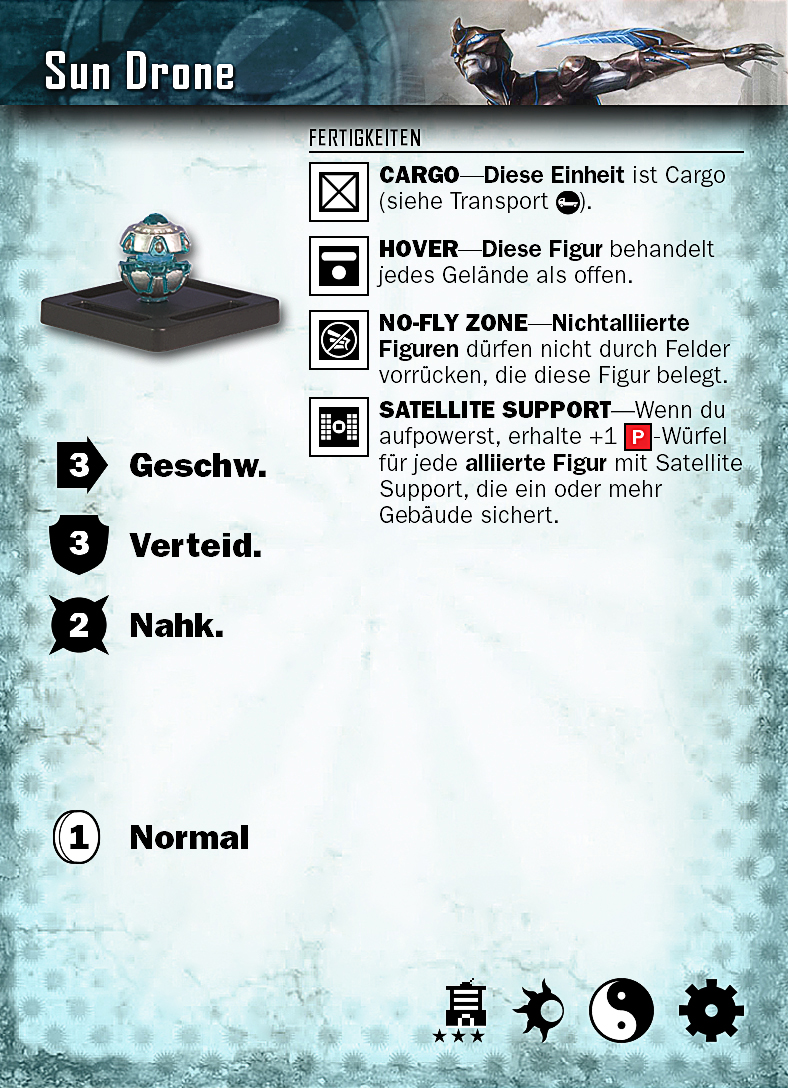 Sun Drone
FERTIGKEITEN
CARGO—Diese Einheit ist Cargo
(siehe Transport ).
HOVER—Diese Figur behandelt
jedes Gelände als offen.
NO-FLY ZONE—Nichtalliierte
Figuren dürfen nicht durch Felder
vorrücken, die diese Figur belegt.
SATELLITE SUPPORT—Wenn du
aufpowerst, erhalte +1 P-Würfel
für jede alliierte Figur mit Satellite
Support, die ein oder mehr
Gebäude sichert.
3 Geschw.
3 Verteid.
2 Nahk.
1 Normal